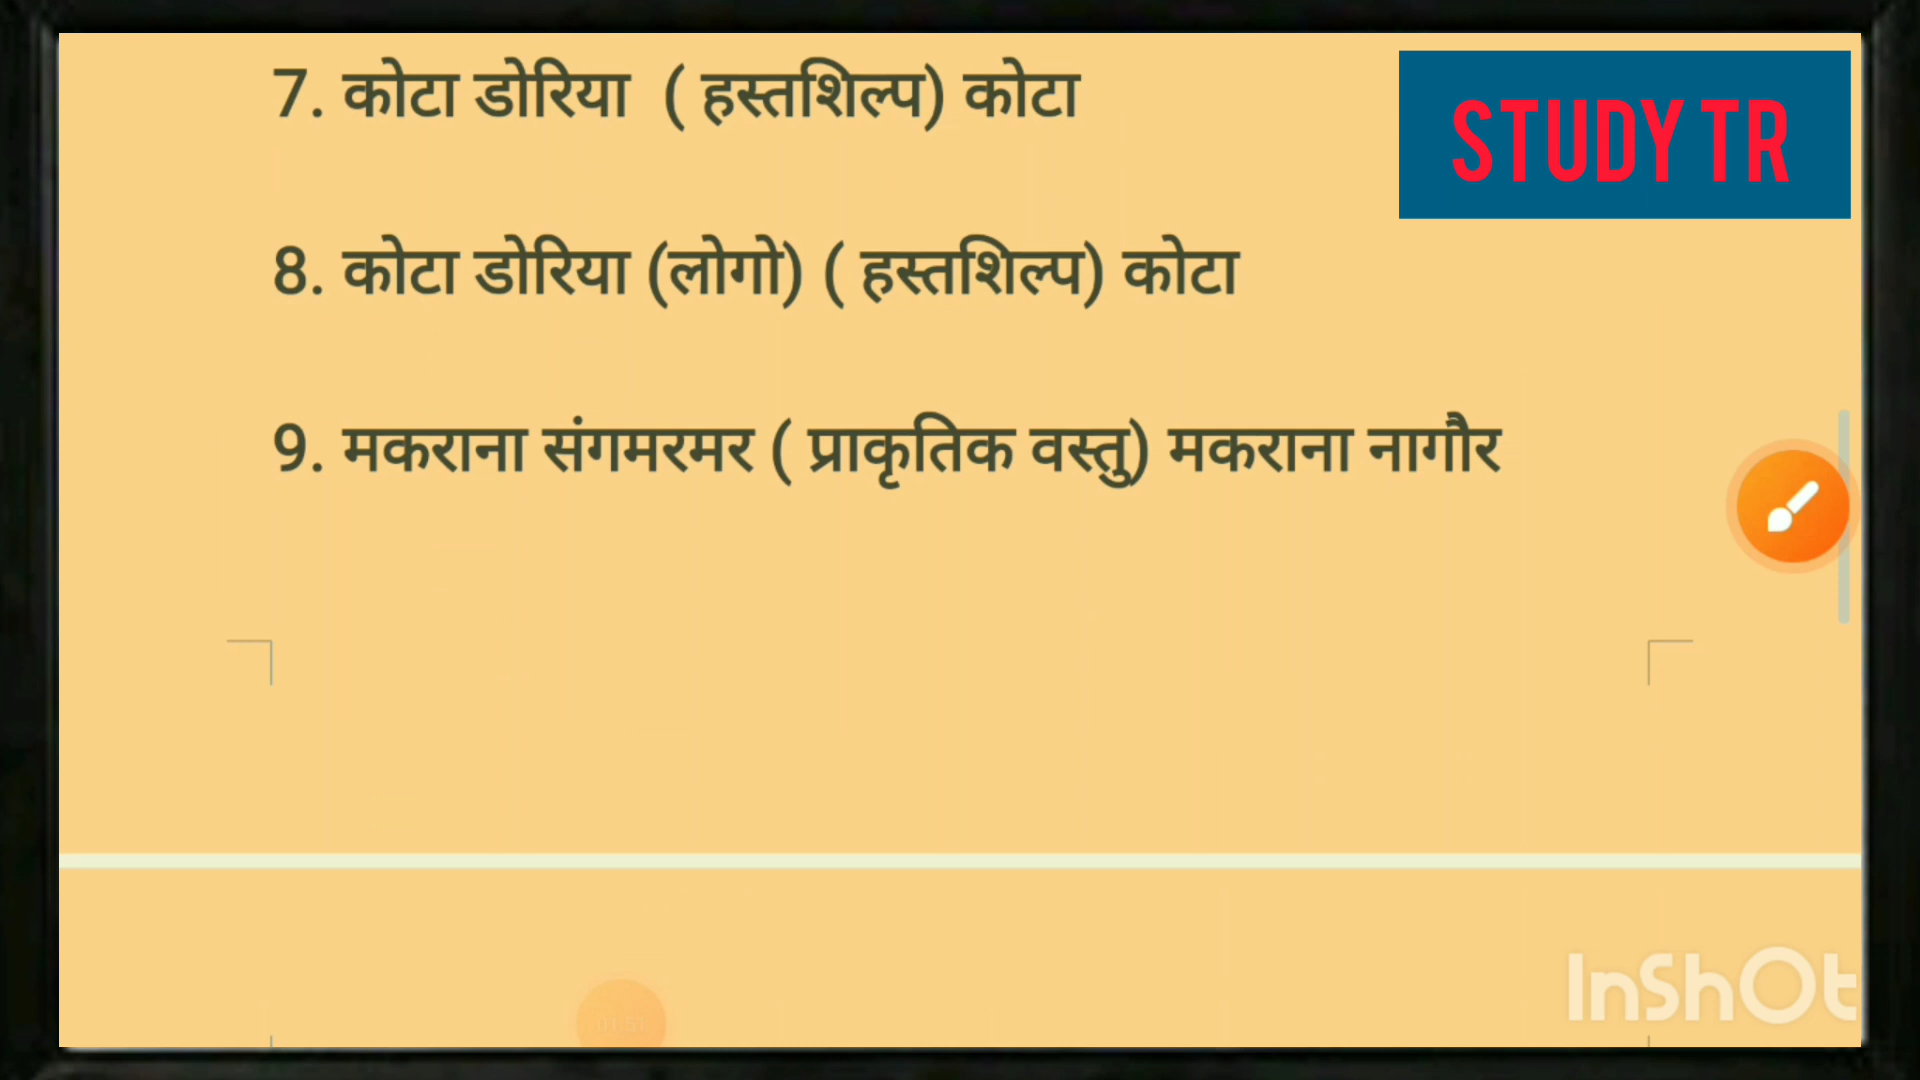 7. कोटा डोरिया ( हस्तशिल्प) कोटा
STUDY TR
8. कोटा डोरिया (लोगो) ( हस्तशिल्प) कोटा
9. मकराना संगमरमर ( प्राकृतिक वस्तु) मकराना नागौर
InShOt